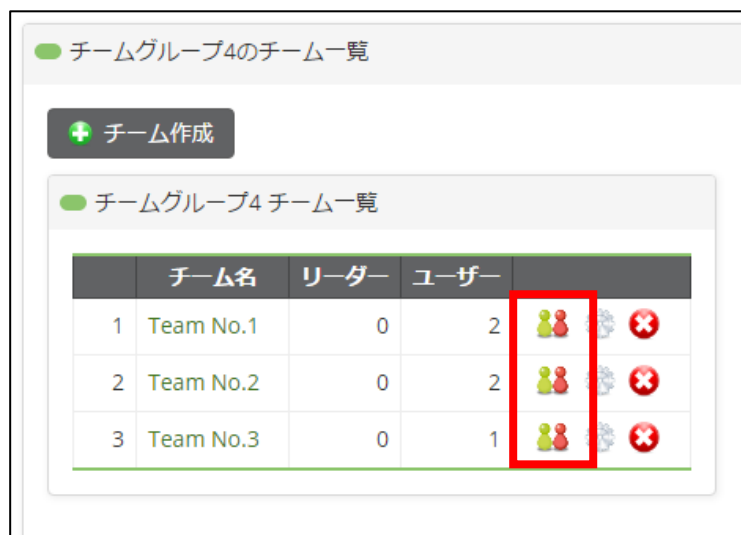 チームグループ4のチーム一覧
チーム作成
チームグループ4 チーム一覧
チーム名 リーダー ユーザー
1 Team No.1 0 2
2 Team No.2 0 2
3 Team No.3 0 1